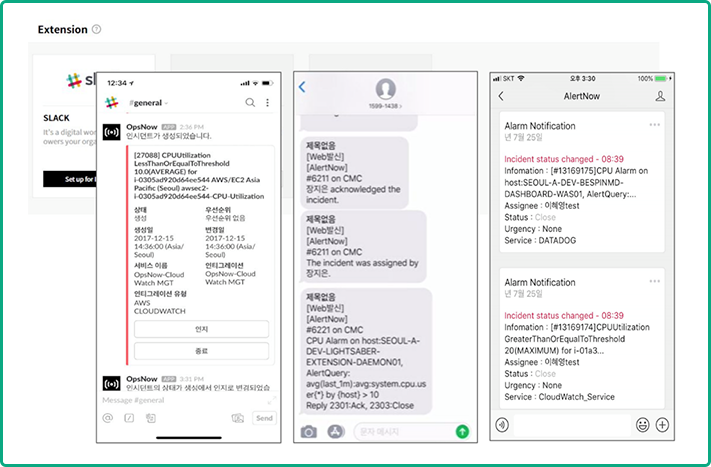 Extension
SLACK
It's a digital wo
owers your organ
Set up for
12:34
#general
OpsNow APP 2:36 PM
인시던트가 생성되었습니다.
[27088] CPUUtilization
LessThanOrEqualToThreshold
10.0(AVERAGE) for
i-0305ad920d64ee544 AWS/EC2 Asia
Pacific (Seoul) awsec2-
i-0305ad920d64ee544-CPU-Utilization
상태 우선순위
생성 우선순위 없음
생성일 변경일
2017-12-15 2017-12-15
14:36:00 (Asia/ 14:36:00 (Asia/
Seoul) Seoul)
서비스 이름 인티그레이션
OpsNow-Cloud OpsNow-Cloud
Watch MGT Watch MGT
인티그레이션 유형
AWS
CLOUDWATCH
인지
종료
OpsNow APP 3:31 PM
인시던트의 상태가 생성에서 인지로 변경되었습
Message #general
Send
1599-1438
제목없음
[Web발신]
[AlertNow]
#6211 on CMC
장지은 acknowledged the
incident.
제목없음
[Web발신]
[AlertNow]
#6211 on CMC
The incident was assigned by
장지은.
제목없음
[Web발신]
[AlertNow]
#6221 on CMC
CPU Alarm on host:SEOUL-A-
DEV-LIGHTSABER-
EXTENSION-DAEMON01,
AlertQuery:
avg(last_1m):avg:system.cpu.us
er{*} by {host} > 10
Reply 2301:Ack, 2303:Close
문자 메시지
SKT 오후 3:30 100%
AlertNow
Alarm Notification
년 7월 25일
Incident status changed - 08:39
Infomation : [#13169175]CPU Alarm on
host:SEOUL-A-DEV-BESPINMD-
DASHBOARD-WAS01, AlertQuery:...
Assignee : 이혜영test
Status : Close
Urgency : None
Service : DATADOG
Alarm Notification
년 7월 25일
Incident status changed - 08:39
Infomation : [#13169174]CPUUtilization
GreaterThanOrEqualToThreshold
20(MAXIMUM) for i-01a3...
Assignee : 이혜영test
Status : Close
Urgency : None
Service : CloudWatch_Service